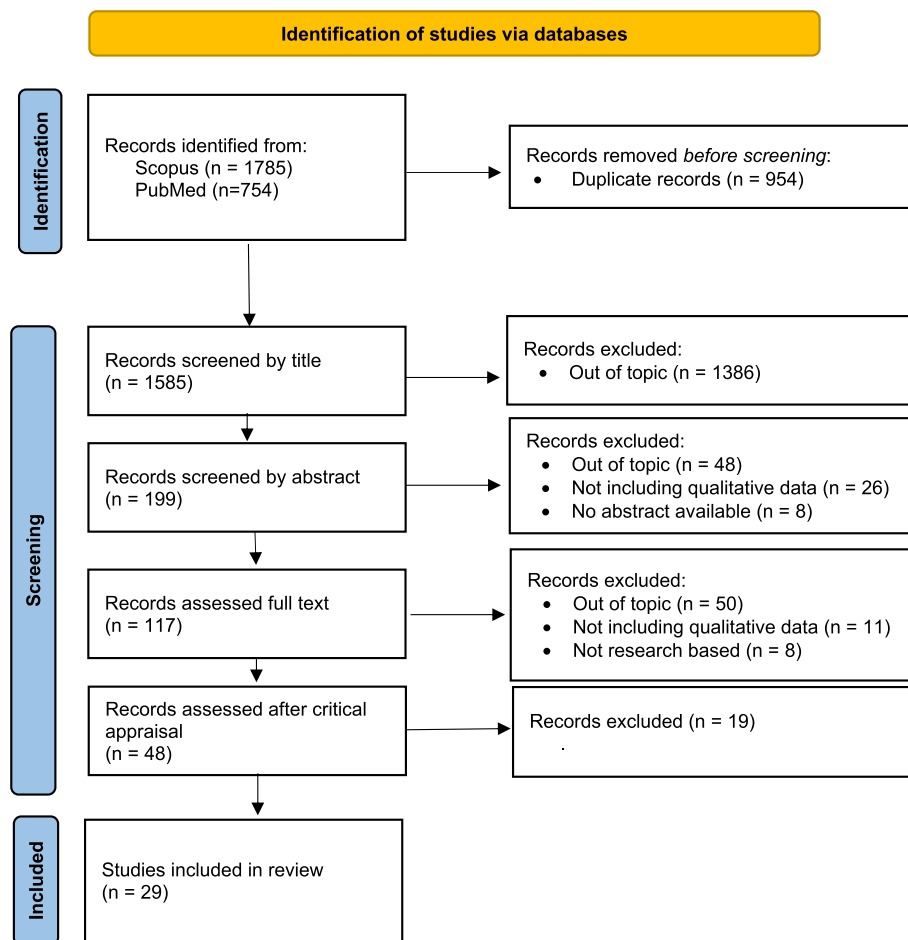 Identification of studies via databases
Identification
Records identified from:
Scopus (n = 1785)
PubMed (n=754)
Records removed before screening:
• Duplicate records (n = 954)
Screening
Records screened by title
(n = 1585)
Records excluded:
• Out of topic (n = 1386)
Records screened by abstract
(n = 199)
Records excluded:
• Out of topic (n = 48)
• Not including qualitative data (n = 26)
• No abstract available (n = 8)
Records assessed full text
(n = 117)
Records excluded:
• Out of topic (n = 50)
• Not including qualitative data (n = 11)
• Not research based (n = 8)
Records assessed after critical
appraisal
(n = 48)
Records excluded (n = 19)
.
Included
Studies included in review
(n = 29)